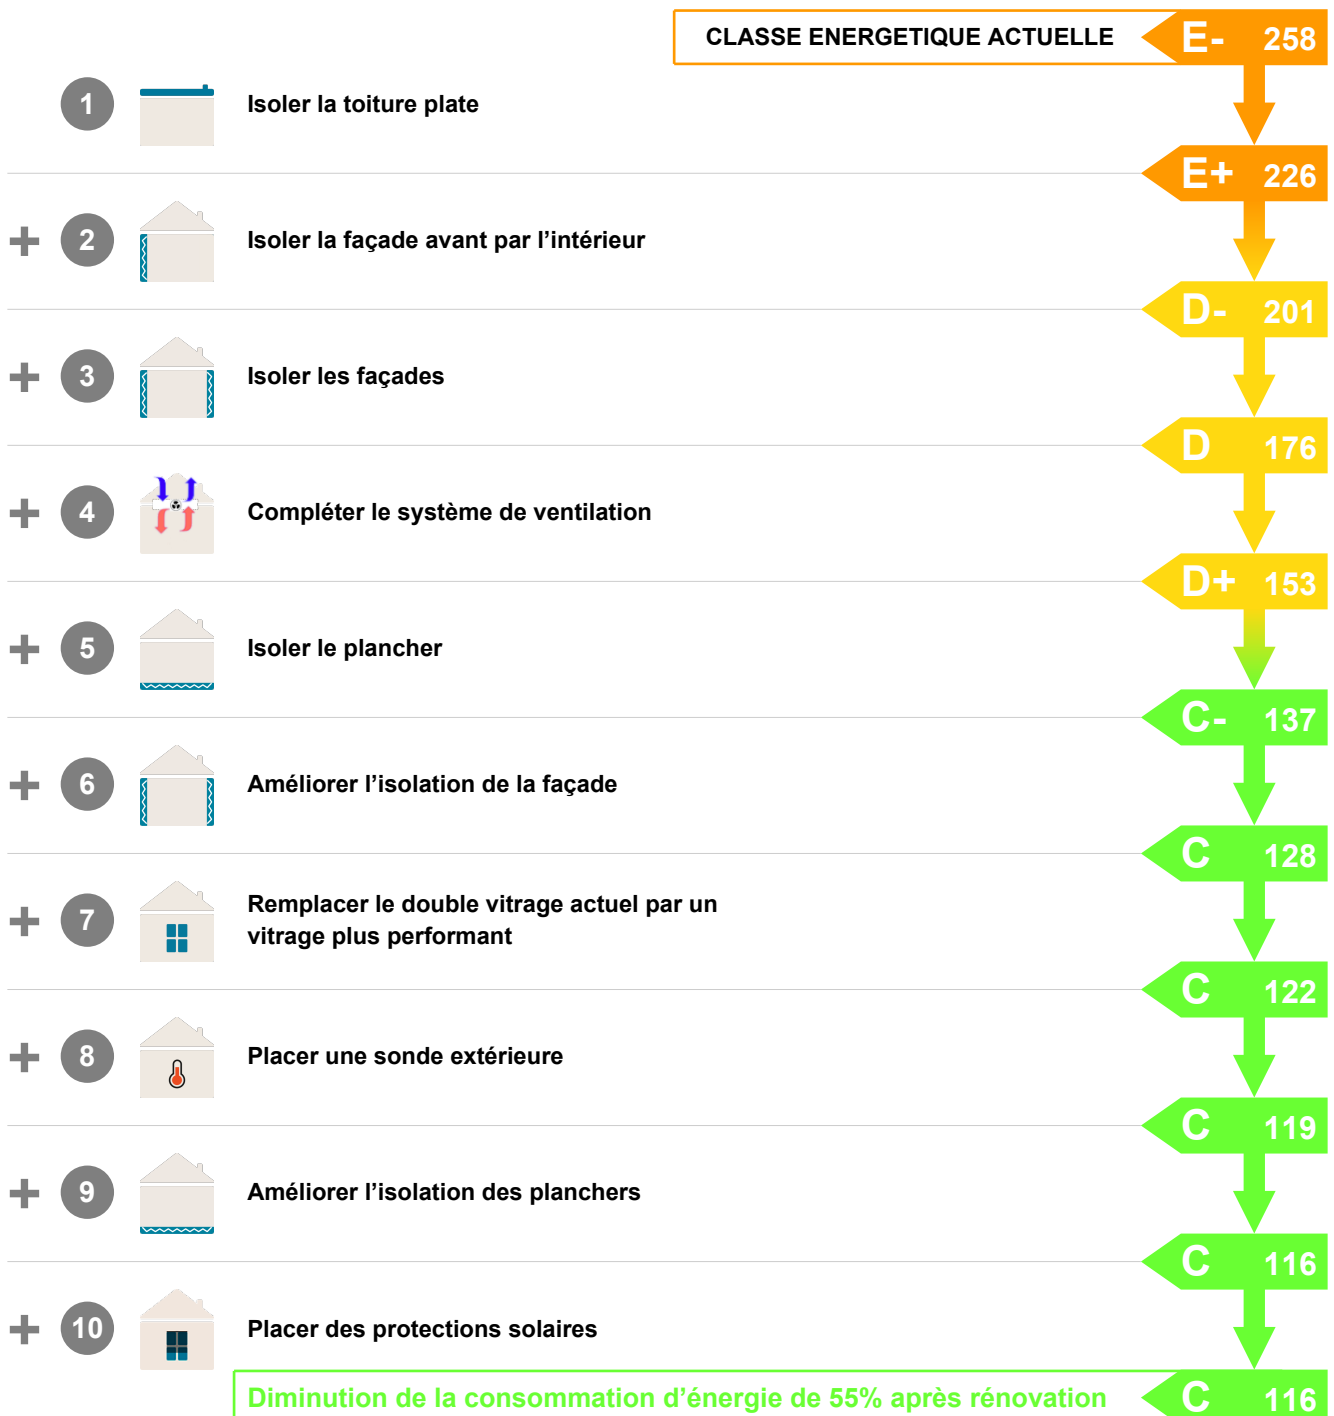 CLASSE ENERGETIQUE ACTUELLE E- 258
1 Isoler la toiture plate
E+ 226
+ 2 Isoler la façade avant par l’intérieur
D- 201
+ 3 Isoler les façades
D 176
+ 4 Compléter le système de ventilation
D+ 153
+ 5 Isoler le plancher
C- 137
+ 6 Améliorer l’isolation de la façade
C 128
+ 7 Remplacer le double vitrage actuel par un
vitrage plus performant
C 122
+ 8 Placer une sonde extérieure
C 119
+ 9 Améliorer l’isolation des planchers
C 116
+ 10 Placer des protections solaires
Diminution de la consommation d’énergie de 55% après rénovation C 116